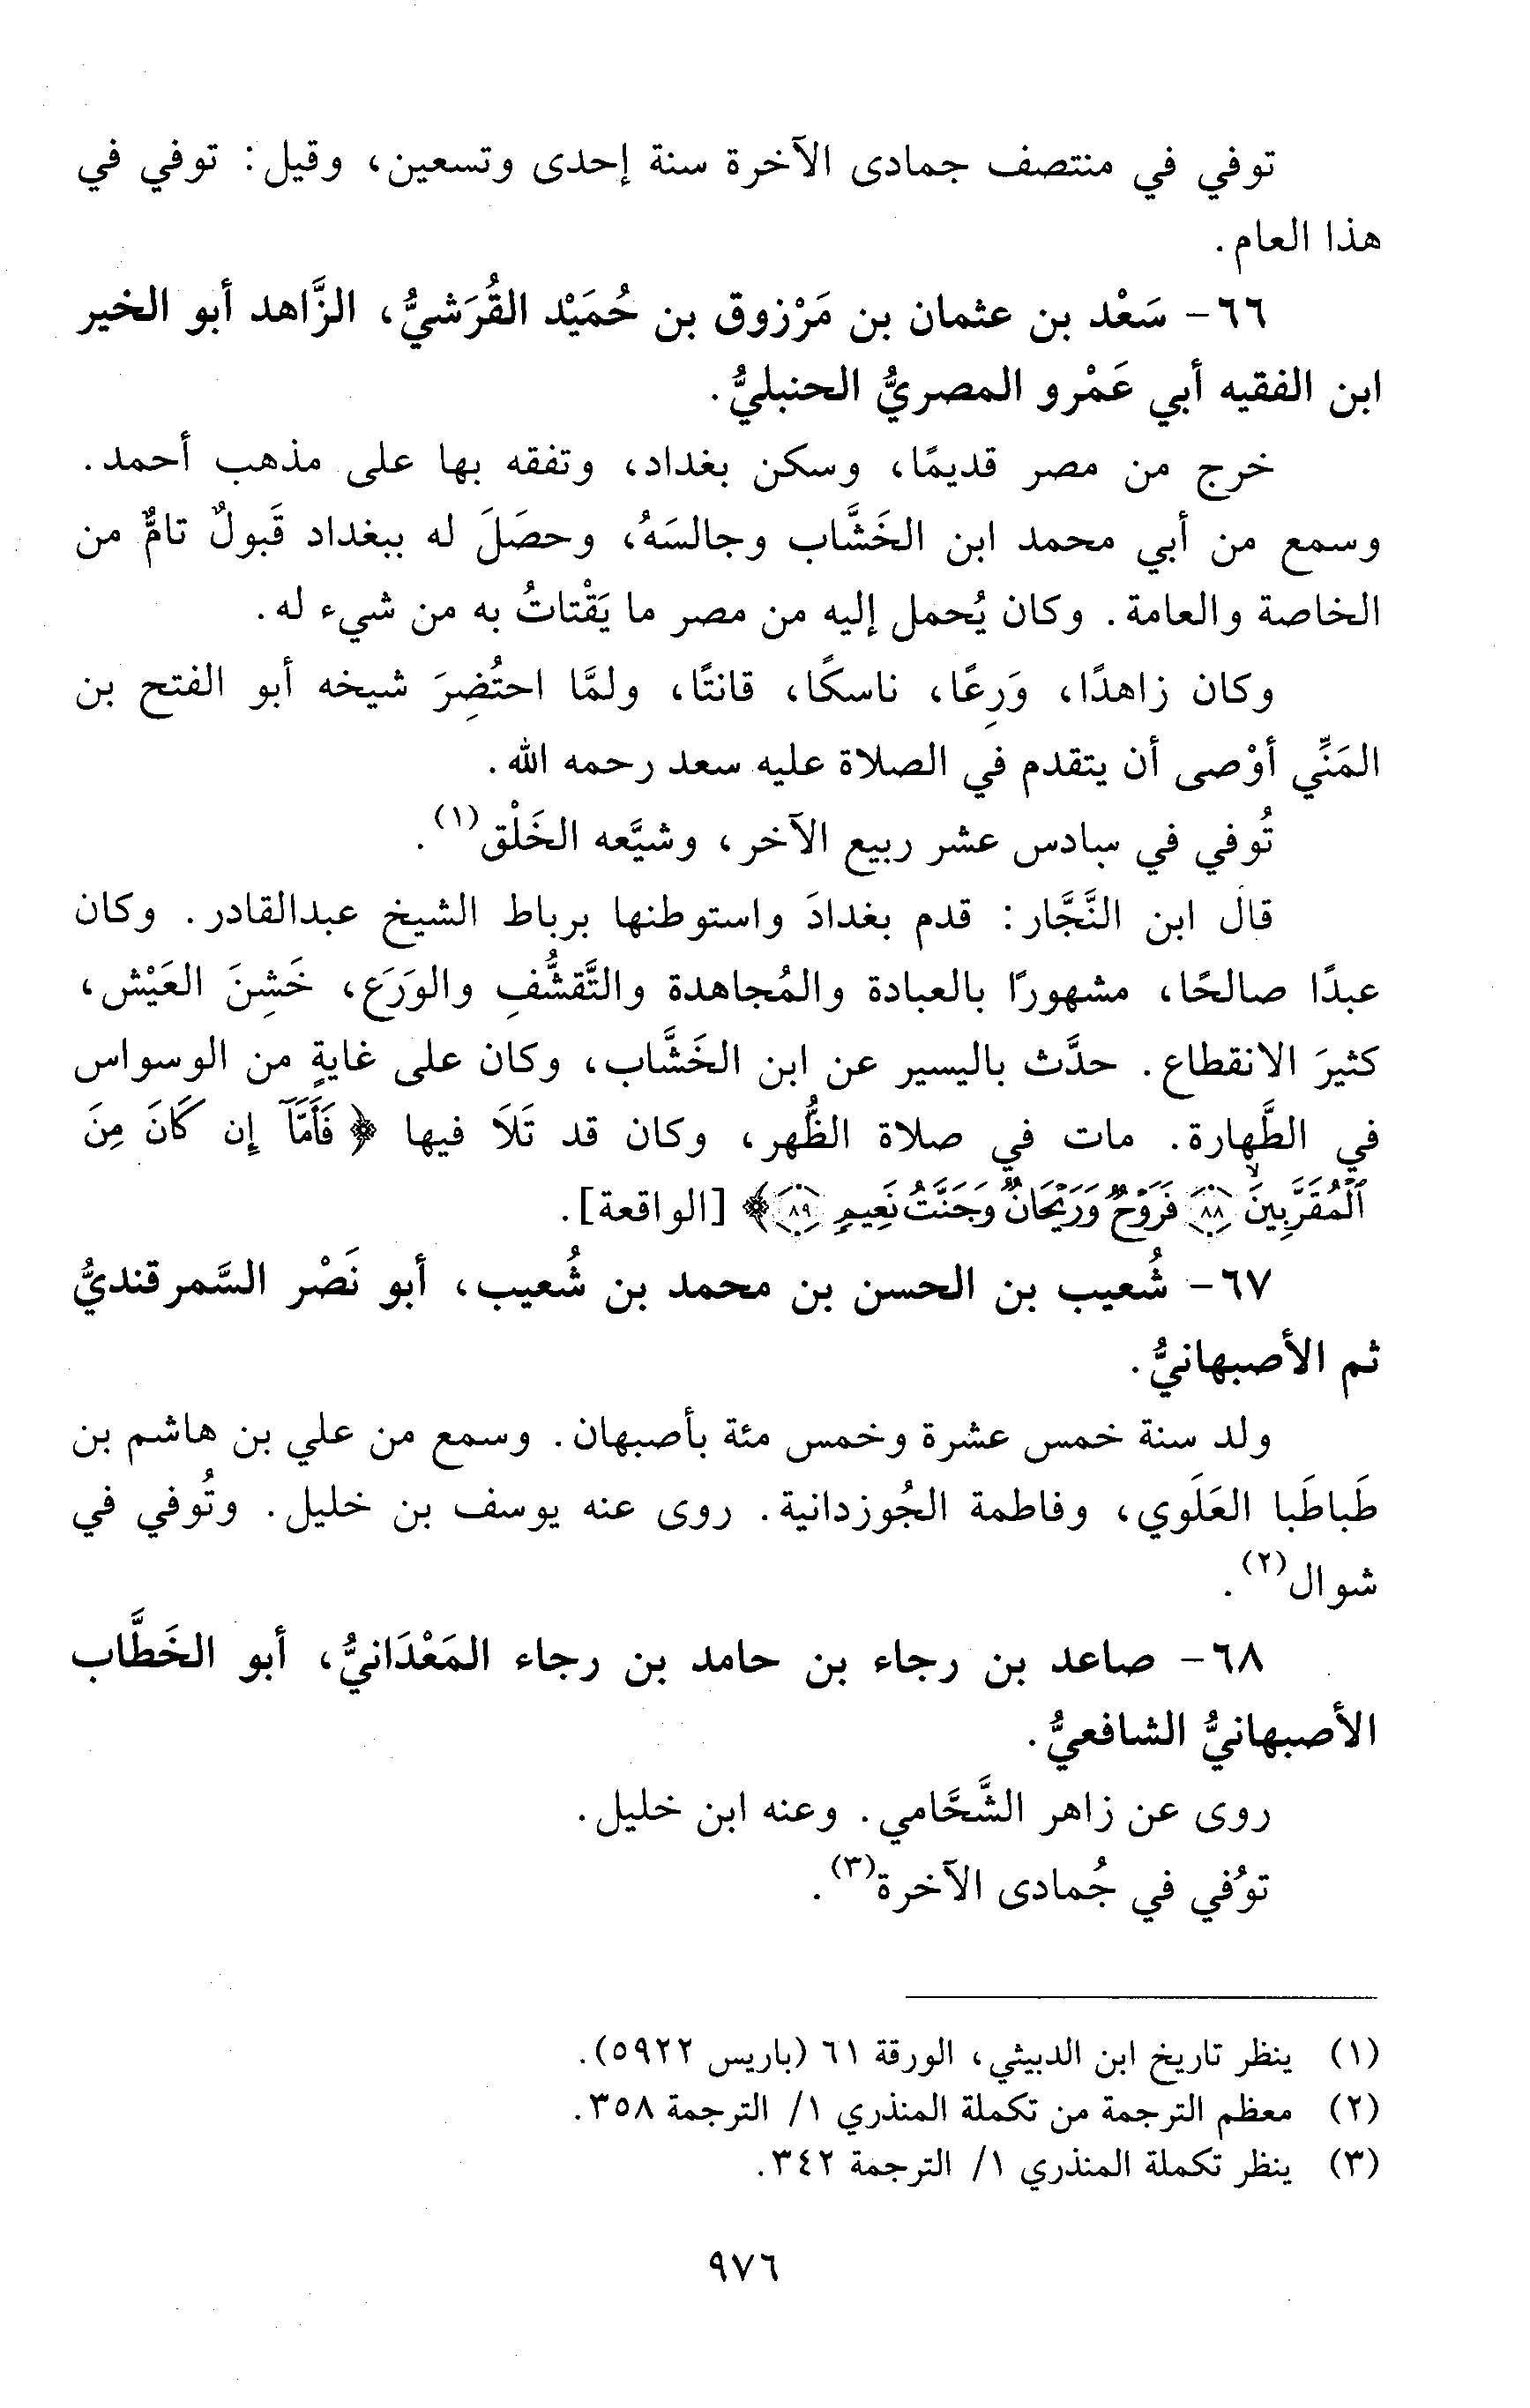 توفي في منتصف جمادى الآخرة سنة إحدى وتسعين، وقيل: توفي في
هذا العام.
٦٦- سَعْد بن عثمان بن مَرْزوق بن حُمَيْد القُرَشيُّ، الزَّاهد أبو الخير
ابن الفقيه أبي عَمْرو المصريُّ الحنبليُّ.
خرج من مصر قديمًا، وسكن بغداد، وتفقه بها على مذهب أحمد.
وسمع من أبي محمد ابن الخَشَّاب وجالسَهُ، وحصَلَ له ببغداد قَبولٌ تامٌّ من
الخاصة والعامة. وكان يُحمل إليه من مصر ما يَقْتاتُ به من شيء له.
وكان زاهدًا، وَرِعًا، ناسكًا، قانتًا، ولمَّا احتُضِرَ شيخه أبو الفتح بن
المَنِّي أوْصى أن يتقدم في الصلاة عليه سعد رحمه الله.
تُوفي في سادس عشر ربيع الآخر، وشيَّعه الخَلْق(١).
قال ابن النَّجَّار: قدم بغدادَ واستوطنها برباط الشيخ عبدالقادر. وكان
عبدًا صالحًا، مشهورًا بالعبادة والمُجاهدة والتَّقشُّفِ والوَرَع، خَشِنَ العَيْش،
كثيرَ الانقطاع. حدَّث باليسير عن ابن الخَشَّاب، وكان على غايةٍ من الوسواس
في الطَّهارة. مات في صلاة الظُّهر، وكان قد تَلاَ فيها ﴿فَأَمَّآ إِن كَانَ مِنَ
ٱلْمُقَرَّبِينَ ۙ٨٨ فَرَوْحٌ وَرَيْحَانٌ وَجَنَّتُ نَعِيمٍ ٨٩﴾ [الواقعة].
٦٧- شُعيب بن الحسن بن محمد بن شُعيب، أبو نَصْر السَّمرقنديُّ
ثم الأصبهانيُّ.
ولد سنة خمس عشرة وخمس مئة بأصبهان. وسمع من علي بن هاشم بن
طَباطَبا العَلَوي، وفاطمة الجُوزدانية. روى عنه يوسف بن خليل. وتُوفي في
شوال(٢).
٦٨- صاعد بن رجاء بن حامد بن رجاء المَعْدَانيُّ، أبو الخَطَّاب
الأصبهانيُّ الشافعيُّ.
روى عن زاهر الشَّحَّامي. وعنه ابن خليل.
توُفي في جُمادى الآخرة(٣).
(١) ينظر تاريخ ابن الدبيثي، الورقة ٦١ (باريس ٥٩٢٢).
(٢) معظم الترجمة من تكملة المنذري ١/ الترجمة ٣٥٨.
(٣) ينظر تكملة المنذري ١/ الترجمة ٣٤٢.
٩٧٦